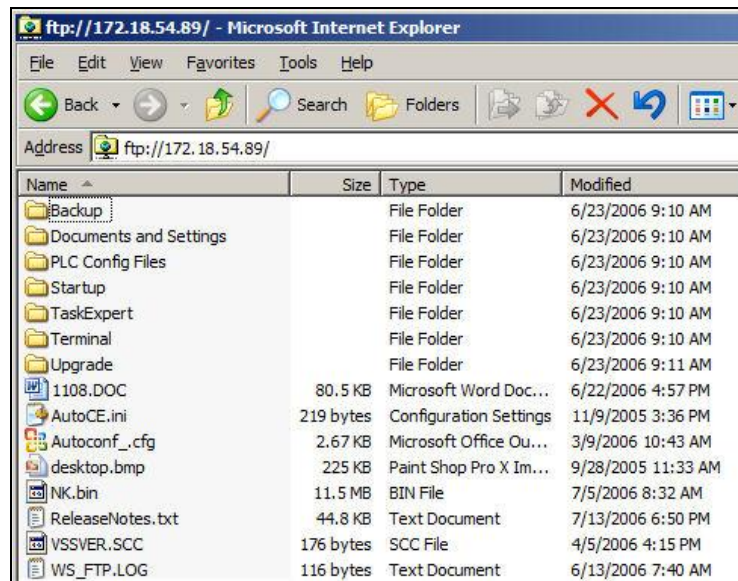 ftp://172.18.54.89/ - Microsoft Internet Explorer
File Edit View Favorites Tools Help
Back Search Folders
Address ftp://172.18.54.89/
Name Size Type Modified
Backup File Folder 6/23/2006 9:10 AM
Documents and Settings File Folder 6/23/2006 9:10 AM
PLC Config Files File Folder 6/23/2006 9:10 AM
Startup File Folder 6/23/2006 9:10 AM
TaskExpert File Folder 6/23/2006 9:10 AM
Terminal File Folder 6/23/2006 9:10 AM
Upgrade File Folder 6/23/2006 9:11 AM
1108.DOC 80.5 KB Microsoft Word Doc... 6/22/2006 4:57 PM
AutoCE.ini 219 bytes Configuration Settings 11/9/2005 3:36 PM
Autoconf_.cfg 2.67 KB Microsoft Office Ou... 3/9/2006 10:43 AM
desktop.bmp 225 KB Paint Shop Pro X Im... 9/28/2005 11:33 AM
NK.bin 11.5 MB BIN File 7/5/2006 8:32 AM
ReleaseNotes.txt 44.8 KB Text Document 7/13/2006 6:50 PM
VSSVER.SCC 176 bytes SCC File 4/5/2006 4:15 PM
WS_FTP.LOG 116 bytes Text Document 6/13/2006 7:40 AM